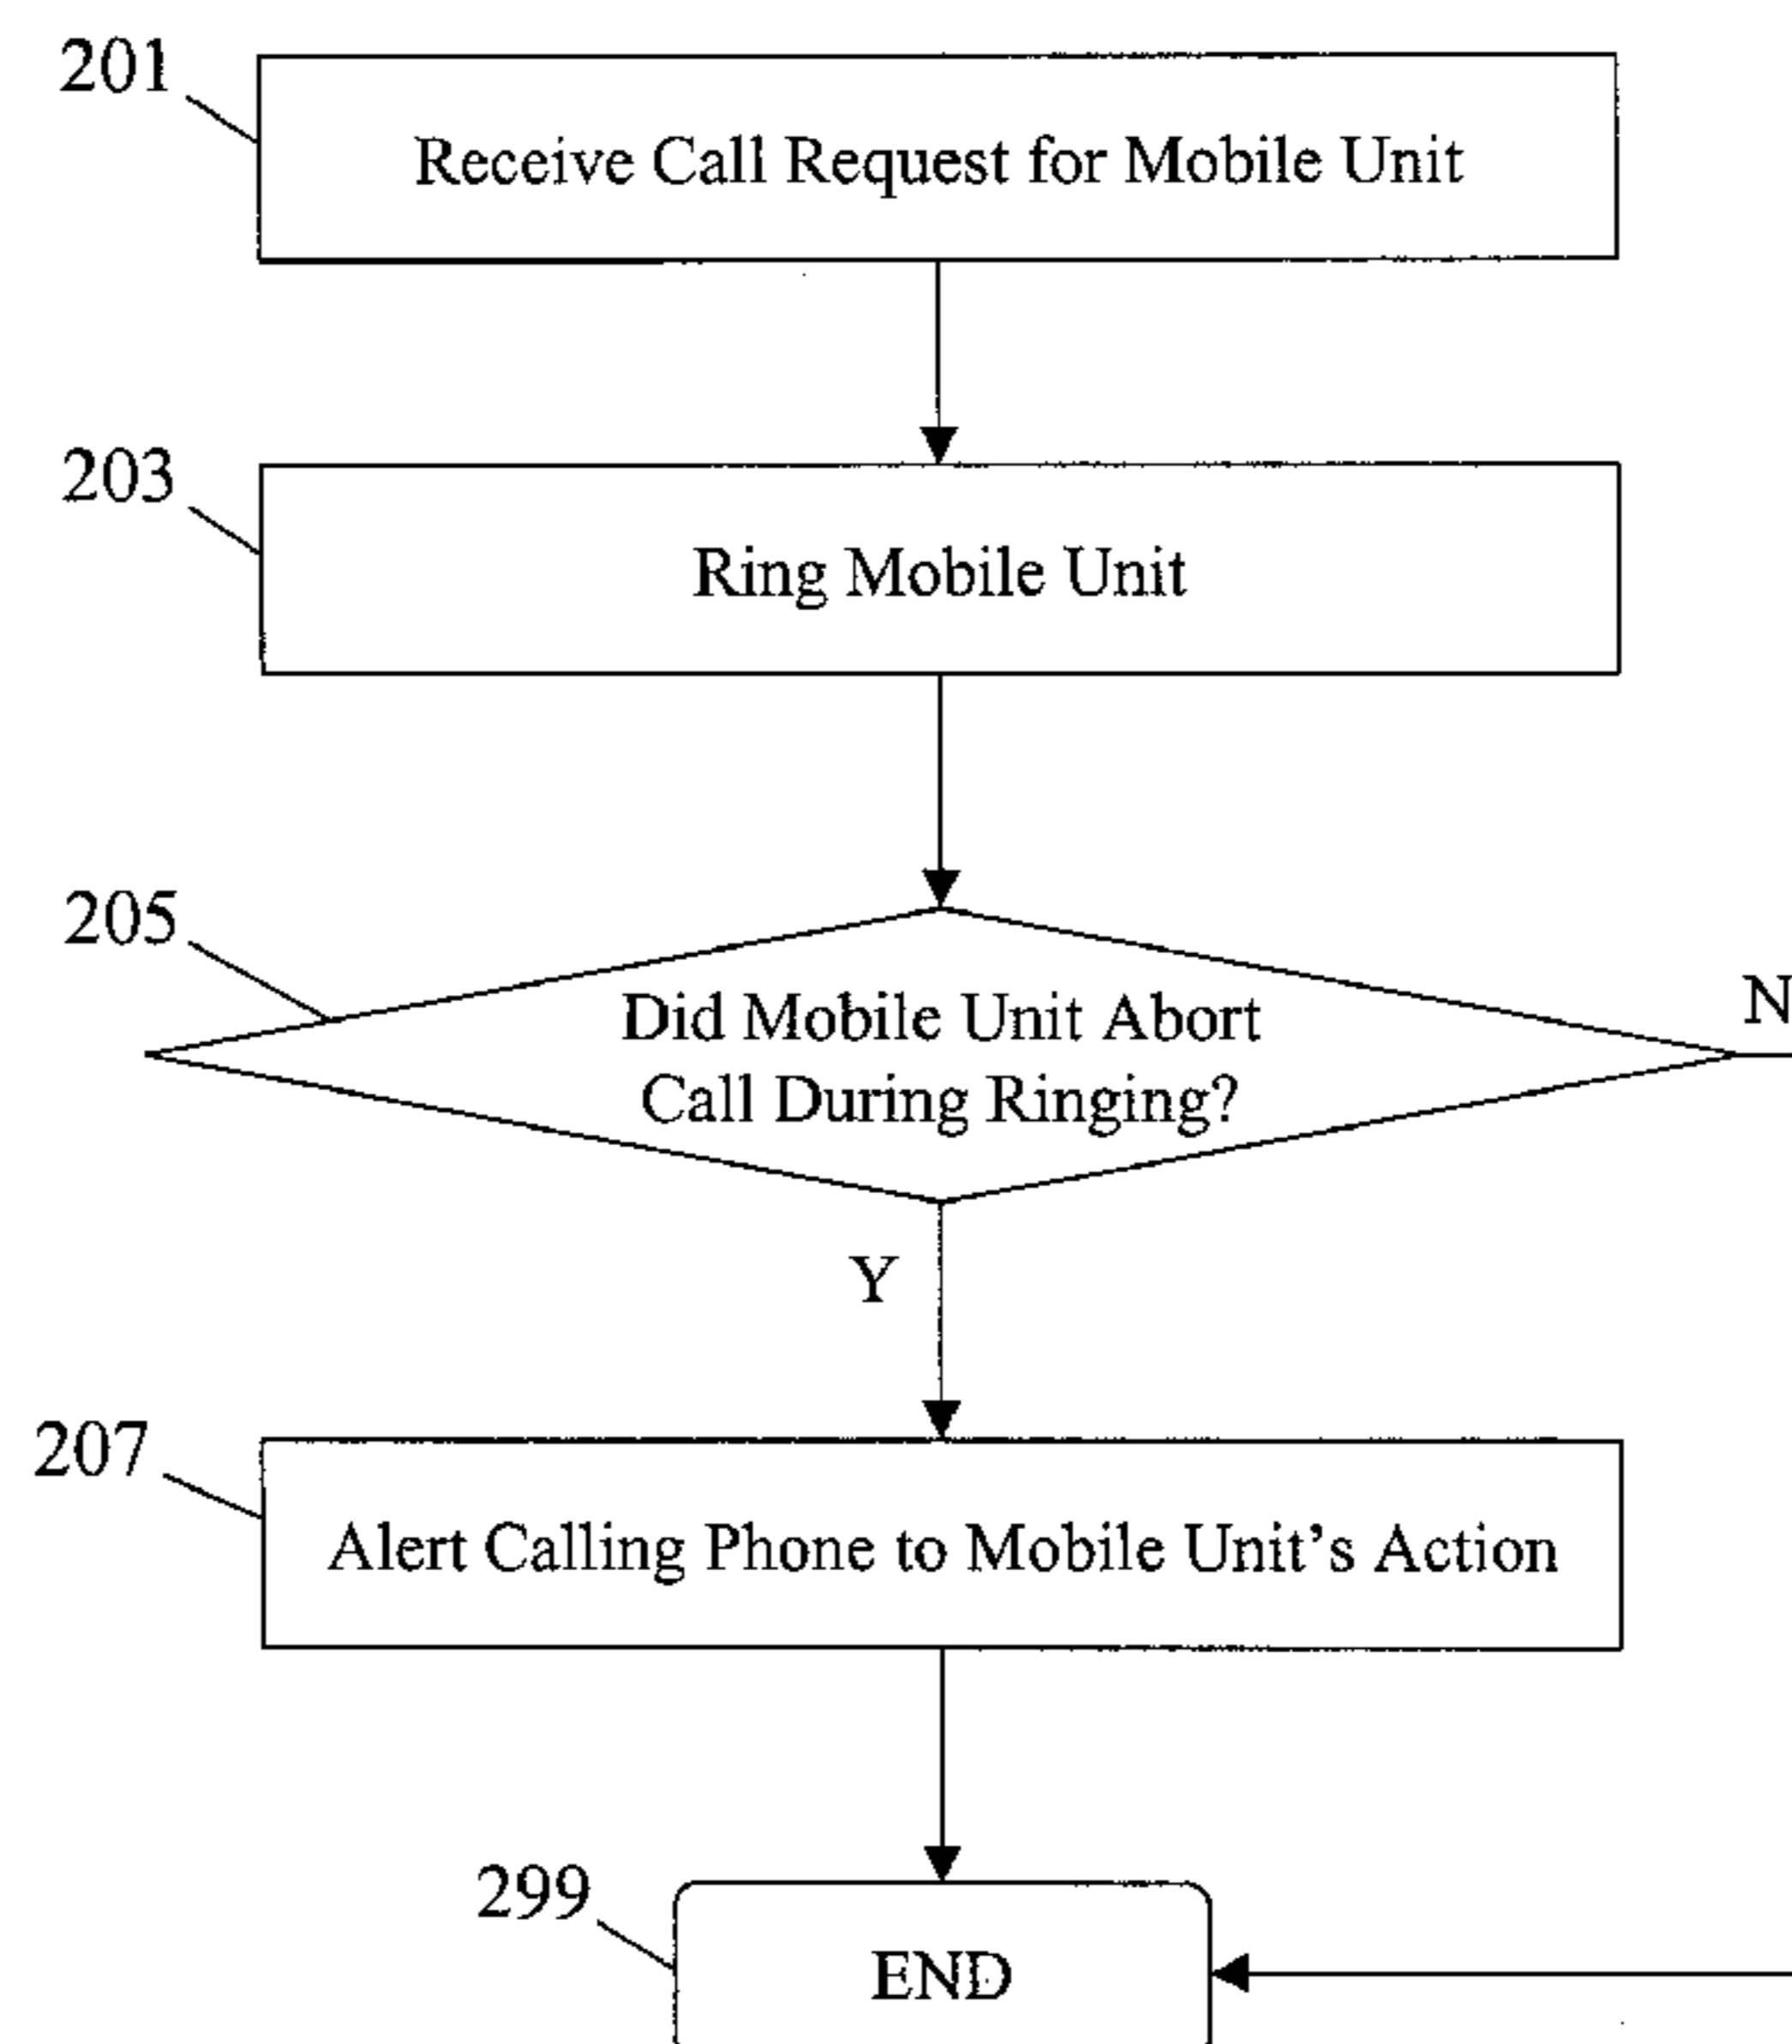 201
Receive Call Request for Mobile Unit
203
Ring Mobile Unit
205
Did Mobile Unit Abort
Call During Ringing?
N
Y
207
Alert Calling Phone to Mobile Unit's Action
299
END